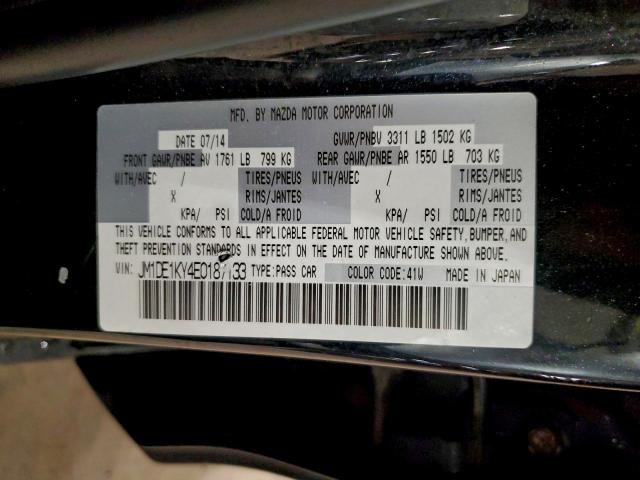 MFD. BY MAZDA MOTOR CORPORATION
DATE 07/14 GVWR/PNBV 3311 LB 1502 KG
FRONT GAWR/PNBE AV 1761 LB 799 KG REAR GAWR/PNBE AR 1550 LB 703 KG
WITH/AVEC / TIRES/PNEUS WITH/AVEC / TIRES/PNEUS
X RIMS/JANTES X RIMS/JANTES
KPA/ PSI COLD/A FROID KPA/ PSI COLD/A FROID
THIS VEHICLE CONFORMS TO ALL APPLICABLE FEDERAL MOTOR VEHICLE SAFETY, BUMPER, AND
THEFT PREVENTION STANDARDS IN EFFECT ON THE DATE OF MANUFACTURE SHOWN ABOVE.
VIN: TYPE:PASS CAR COLOR CODE:41W MADE IN JAPAN